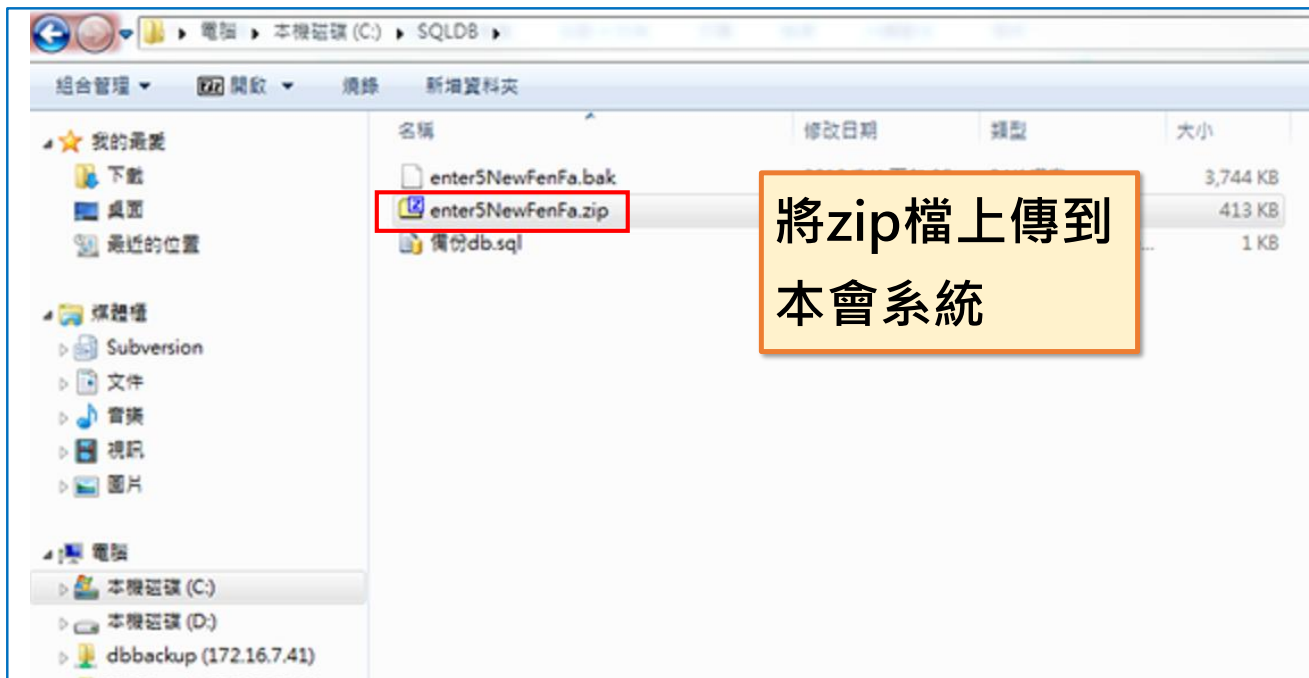 電腦 ▸ 本機磁碟 (C:) ▸ SQLDB ▸
組合管理 開啟 燒錄 新增資料夾
我的最愛
下載
桌面
最近的位置
媒體櫃
Subversion
文件
音樂
視訊
圖片
電腦
本機磁碟 (C:)
本機磁碟 (D:)
dbbackup (172.16.7.41)
名稱 修改日期 類型 大小
enter5NewFenFa.bak 3,744 KB
enter5NewFenFa.zip 413 KB
備份db.sql ... 1 KB
將zip檔上傳到
本會系統